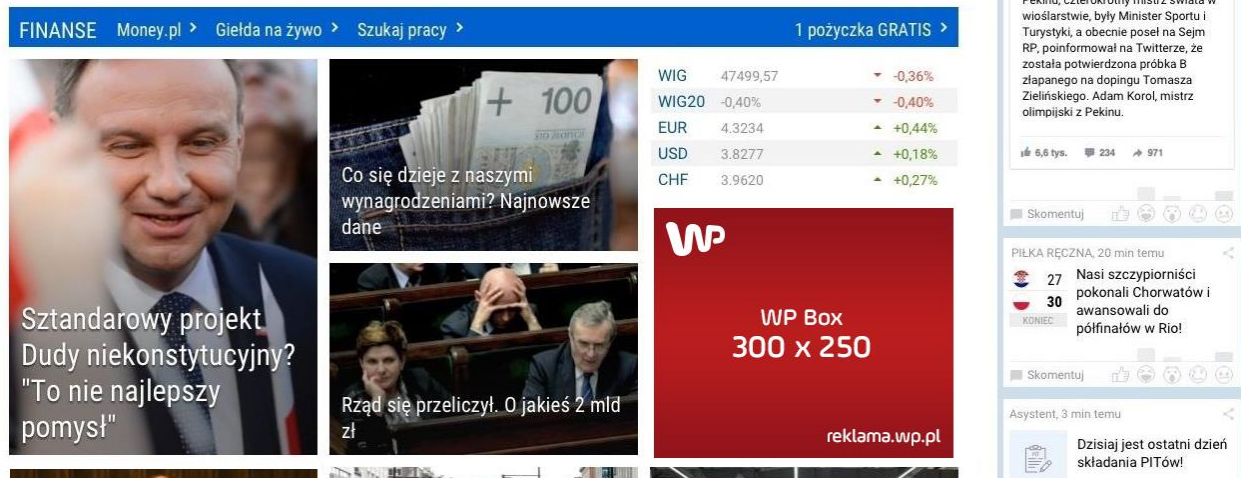 FINANSE Money.pl > Giełda na żywo > Szukaj pracy > 1 pożyczka GRATIS >
Sztandarowy projekt
Dudy niekonstytucyjny?
"To nie najlepszy
pomysł"
+ 100
Co się dzieje z naszymi
wynagrodzeniami? Najnowsze
dane
Rząd się przeliczył. O jakieś 2 mld
zł
WIG 47499,57 -0,36%
WIG20 -0,40% -0,40%
EUR 4.3234 +0,44%
USD 3.8277 +0,18%
CHF 3.9620 +0,27%
WP
WP Box
300 x 250
reklama.wp.pl
Pekinu, czterokrotny mistrz świata w
wioślarstwie, były Minister Sportu i
Turystyki, a obecnie poseł na Sejm
RP, poinformował na Twitterze, że
została potwierdzona próbka B
złapanego na dopingu Tomasza
Zielińskiego. Adam Korol, mistrz
olimpijski z Pekinu.
6,6 tys. 234 971
Skomentuj
PIŁKA RĘCZNA, 20 min temu
27
30
KONIEC
Nasi szczypiorniści
pokonali Chorwatów i
awansowali do
półfinałów w Rio!
Skomentuj
Asystent, 3 min temu
Dzisiaj jest ostatni dzień
składania PITów!